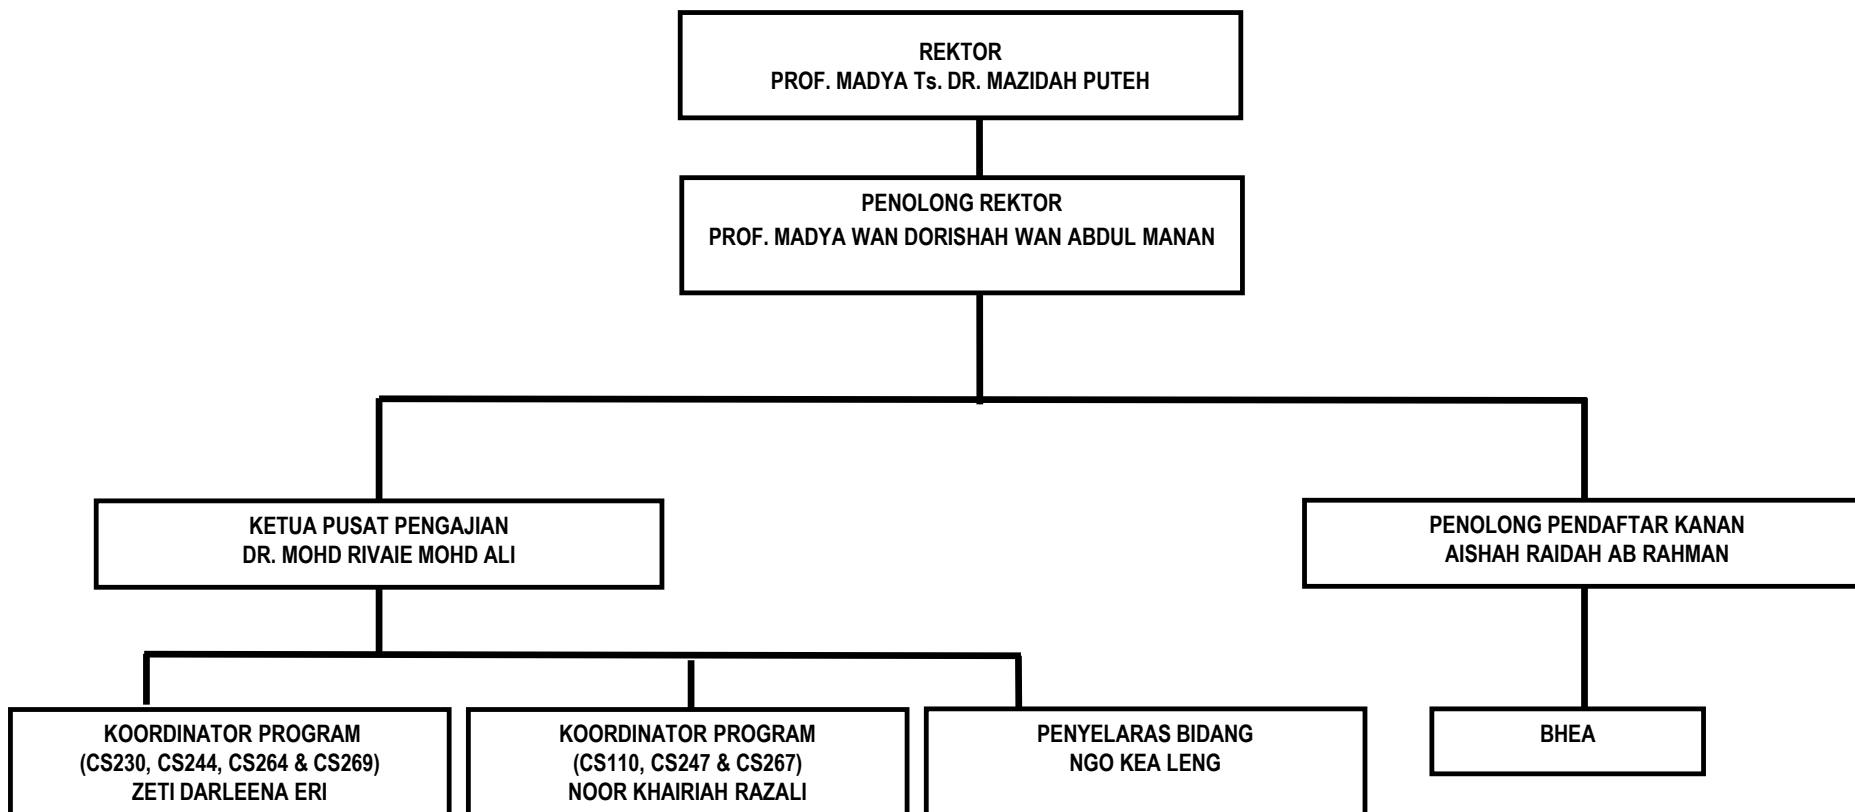 REKTOR
PROF. MADYA Ts. DR. MAZIDAH PUTEH
PENOLONG REKTOR
PROF. MADYA WAN DORISHAH WAN ABDUL MANAN
KETUA PUSAT PENGAJIAN
DR. MOHD RIVAIE MOHD ALI
PENOLONG PENDAFTAR KANAN
AISHAH RAIDAH AB RAHMAN
KOORDINATOR PROGRAM
(CS230, CS244, CS264 & CS269)
ZETI DARLEENA ERI
KOORDINATOR PROGRAM
(CS110, CS247 & CS267)
NOOR KHAIRIAH RAZALI
PENYELARAS BIDANG
NGO KEA LENG
BHEA